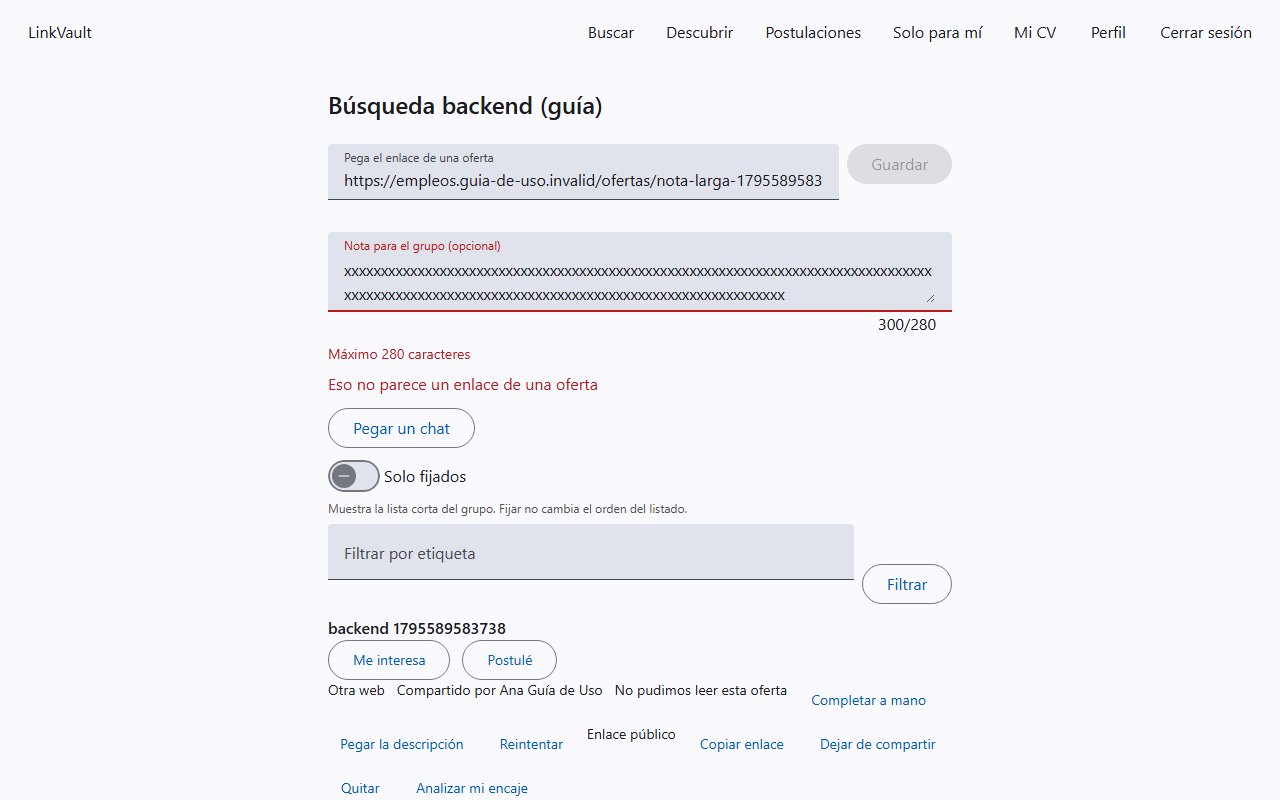 LinkVault Buscar Descubrir Postulaciones Solo para mí Mi CV Perfil Cerrar sesión
Búsqueda backend (guía)
Pega el enlace de una oferta
https://empleos.guia-de-uso.invalid/ofertas/nota-larga-1795589583
Guardar
Nota para el grupo (opcional)
xxxxxxxxxxxxxxxxxxxxxxxxxxxxxxxxxxxxxxxxxxxxxxxxxxxxxxxxxxxxxxxxxxxxxxxxxxxxxxxx
xxxxxxxxxxxxxxxxxxxxxxxxxxxxxxxxxxxxxxxxxxxxxxxxxxxxxxxxxxxx
300/280
Máximo 280 caracteres
Eso no parece un enlace de una oferta
Pegar un chat
Solo fijados
Muestra la lista corta del grupo. Fijar no cambia el orden del listado.
Filtrar por etiqueta
Filtrar
backend 1795589583738
Me interesa Postulé
Otra web Compartido por Ana Guía de Uso No pudimos leer esta oferta Completar a mano
Pegar la descripción Reintentar Enlace público Copiar enlace Dejar de compartir
Quitar Analizar mi encaje